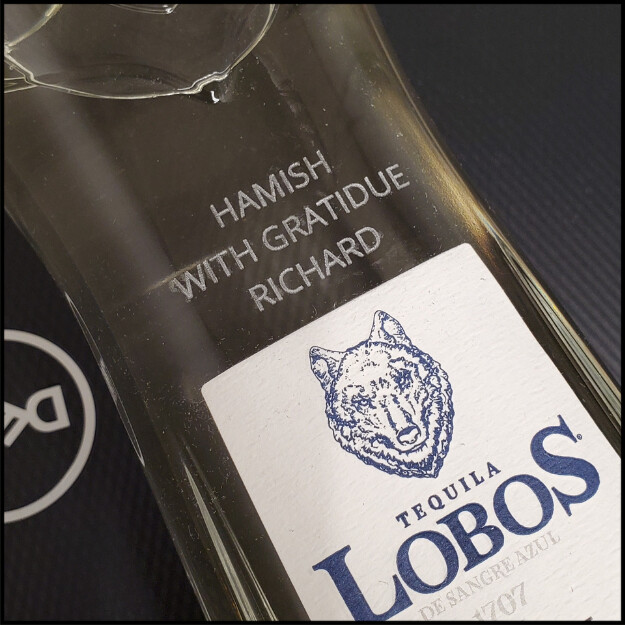 HAMISH
WITH GRATIDUE
RICHARD
TEQUILA
LOBOS®
DE SANGRE AZUL
1707